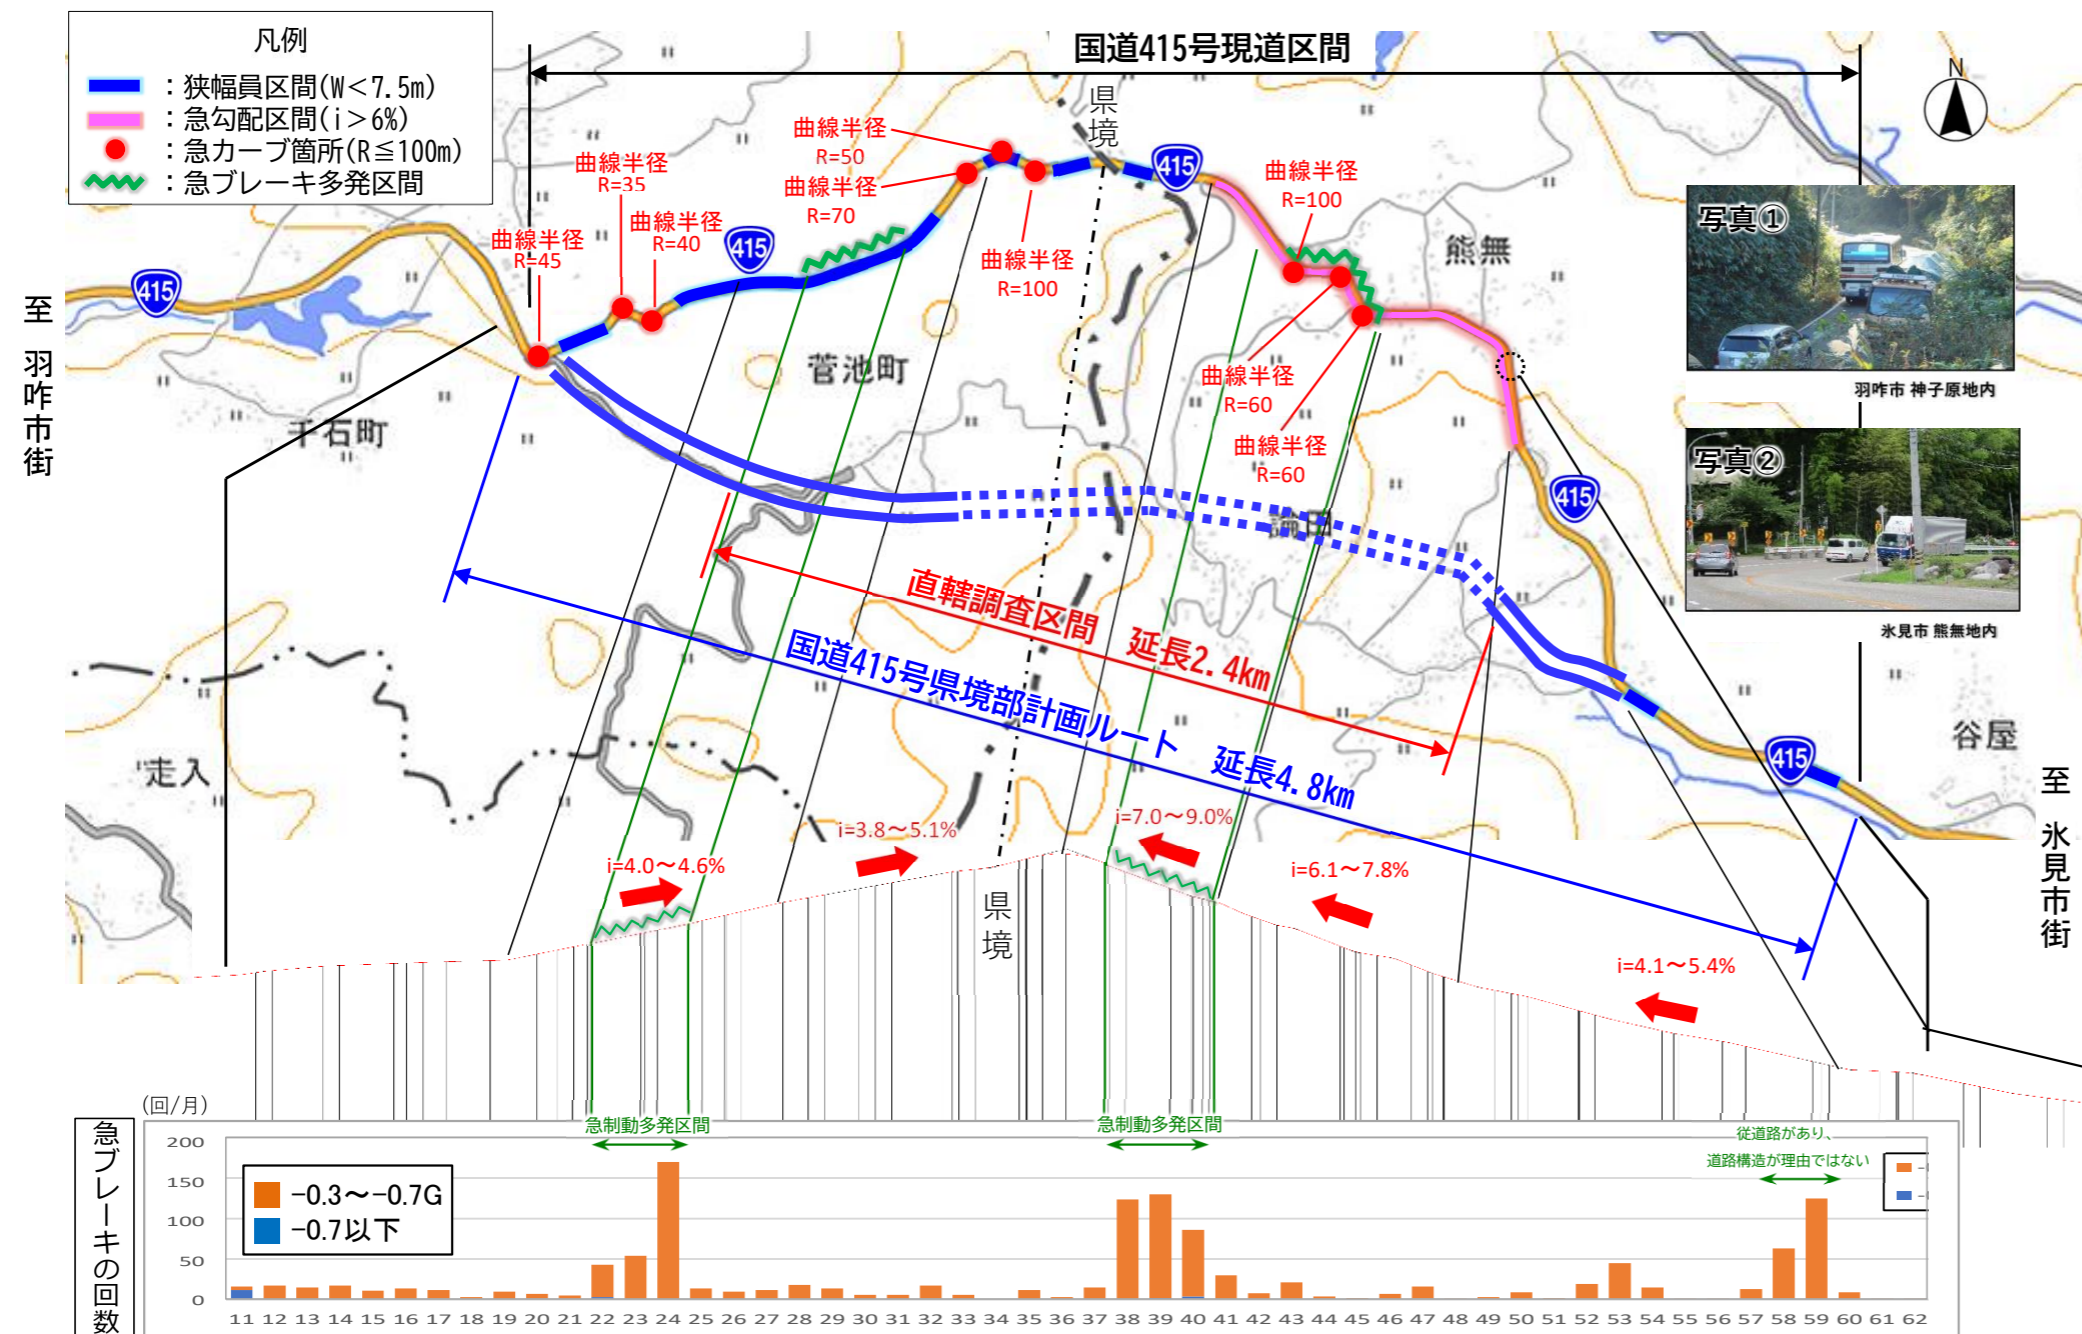 凡例
：狭幅員区間(W＜7.5m)
：急勾配区間(i＞6%)
：急カーブ箇所(R≦100m)
：急ブレーキ多発区間
国道415号現道区間
県境
N
曲線半径
R=45
曲線半径
R=35
曲線半径
R=40
曲線半径
R=70
曲線半径
R=50
曲線半径
R=100
曲線半径
R=100
曲線半径
R=60
曲線半径
R=60
415
415
415
415
415
至 羽咋市街
至 氷見市街
千石町
菅池町
熊無
論田
走入
谷屋
写真①
羽咋市 神子原地内
写真②
氷見市 熊無地内
直轄調査区間 延長2.4km
国道415号県境部計画ルート 延長4.8km
i=4.0～4.6%
i=3.8～5.1%
i=7.0～9.0%
i=6.1～7.8%
i=4.1～5.4%
県境
(回/月)
急ブレーキの回数
急制動多発区間
急制動多発区間
従道路があり、
道路構造が理由ではない
-0.3～-0.7G
-0.7以下
200
150
100
50
0
11 12 13 14 15 16 17 18 19 20 21 22 23 24 25 26 27 28 29 30 31 32 33 34 35 36 37 38 39 40 41 42 43 44 45 46 47 48 49 50 51 52 53 54 55 56 57 58 59 60 61 62